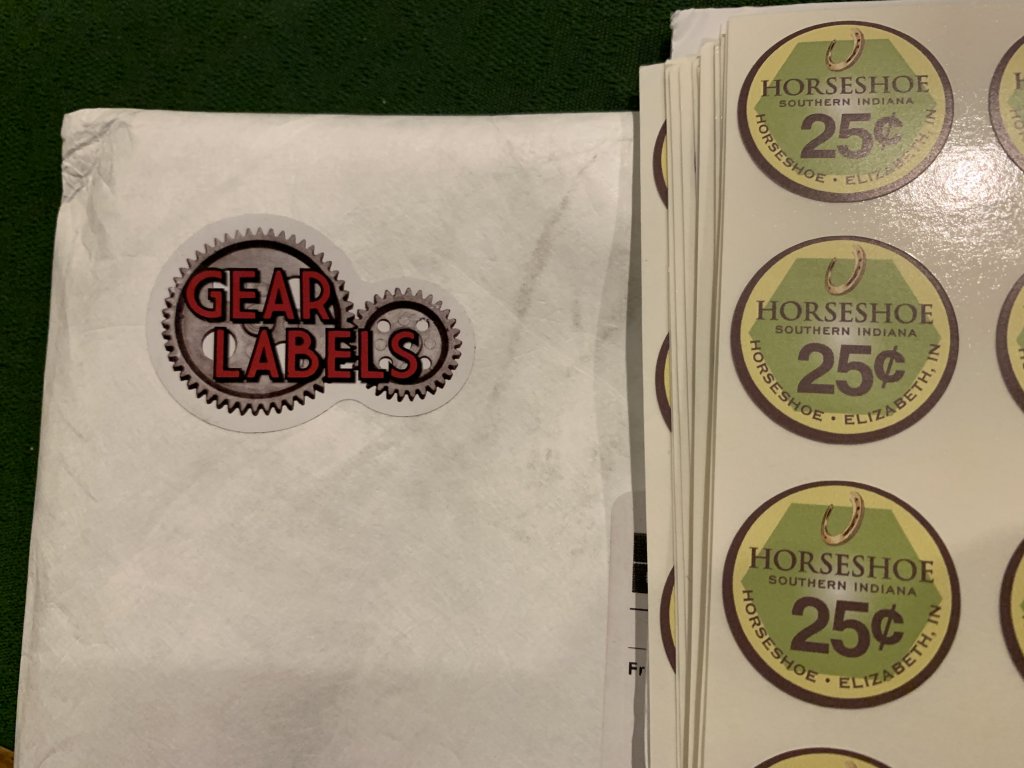 GEAR
LABELS
HORSESHOE
SOUTHERN INDIANA
25¢
HORSESHOE • ELIZABETH, IN
HORSESHOE
SOUTHERN INDIANA
25¢
HORSESHOE • ELIZABETH, IN
HORSESHOE
SOUTHERN INDIANA
25¢
HORSESHOE • ELIZABETH, IN